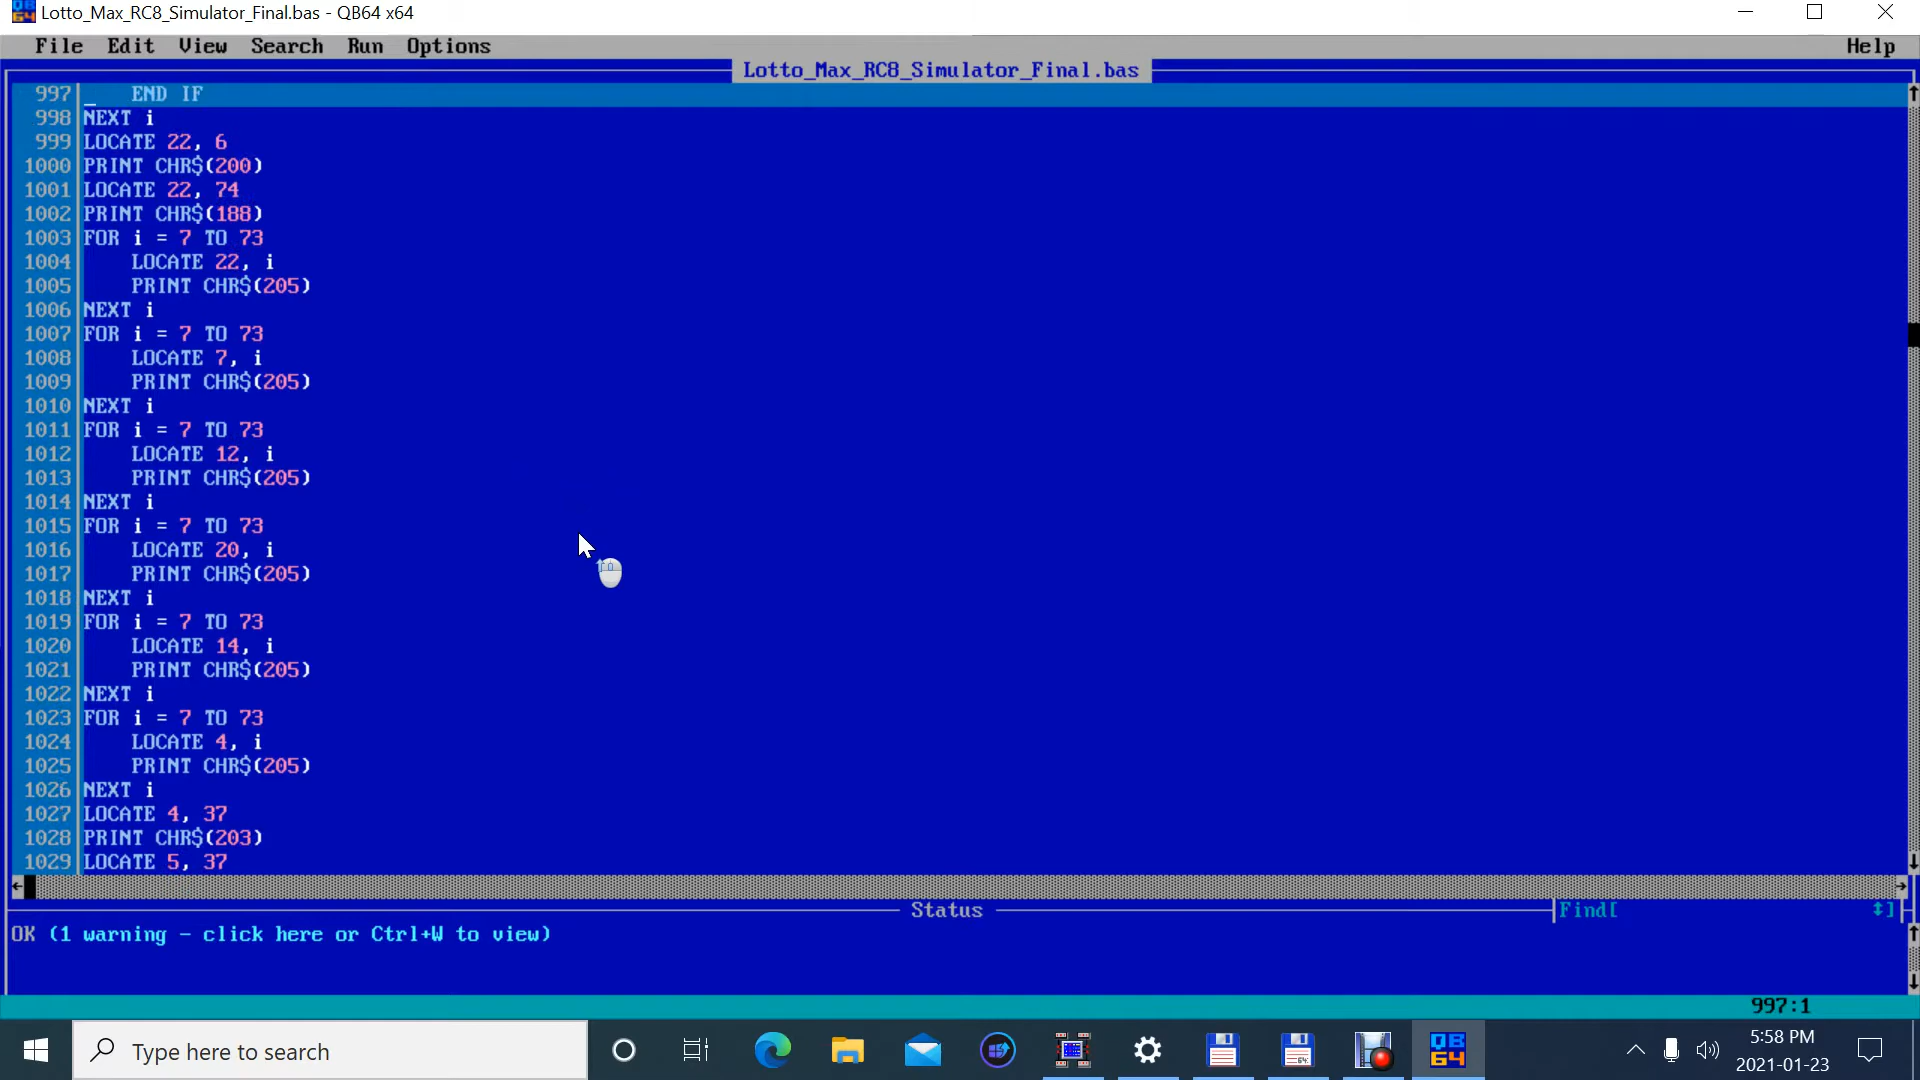 Lotto_Max_RC8_Simulator_Final.bas - QB64 x64
File Edit View Search Run Options Help
Lotto_Max_RC8_Simulator_Final.bas
997 END IF
998 NEXT i
999 LOCATE 22, 6
1000 PRINT CHR$(200)
1001 LOCATE 22, 74
1002 PRINT CHR$(188)
1003 FOR i = 7 TO 73
1004 LOCATE 22, i
1005 PRINT CHR$(205)
1006 NEXT i
1007 FOR i = 7 TO 73
1008 LOCATE 7, i
1009 PRINT CHR$(205)
1010 NEXT i
1011 FOR i = 7 TO 73
1012 LOCATE 12, i
1013 PRINT CHR$(205)
1014 NEXT i
1015 FOR i = 7 TO 73
1016 LOCATE 20, i
1017 PRINT CHR$(205)
1018 NEXT i
1019 FOR i = 7 TO 73
1020 LOCATE 14, i
1021 PRINT CHR$(205)
1022 NEXT i
1023 FOR i = 7 TO 73
1024 LOCATE 4, i
1025 PRINT CHR$(205)
1026 NEXT i
1027 LOCATE 4, 37
1028 PRINT CHR$(203)
1029 LOCATE 5, 37
Status Find[ ]
OK (1 warning - click here or Ctrl+W to view)
997:1
Type here to search
QB64
64
5:58 PM
2021-01-23